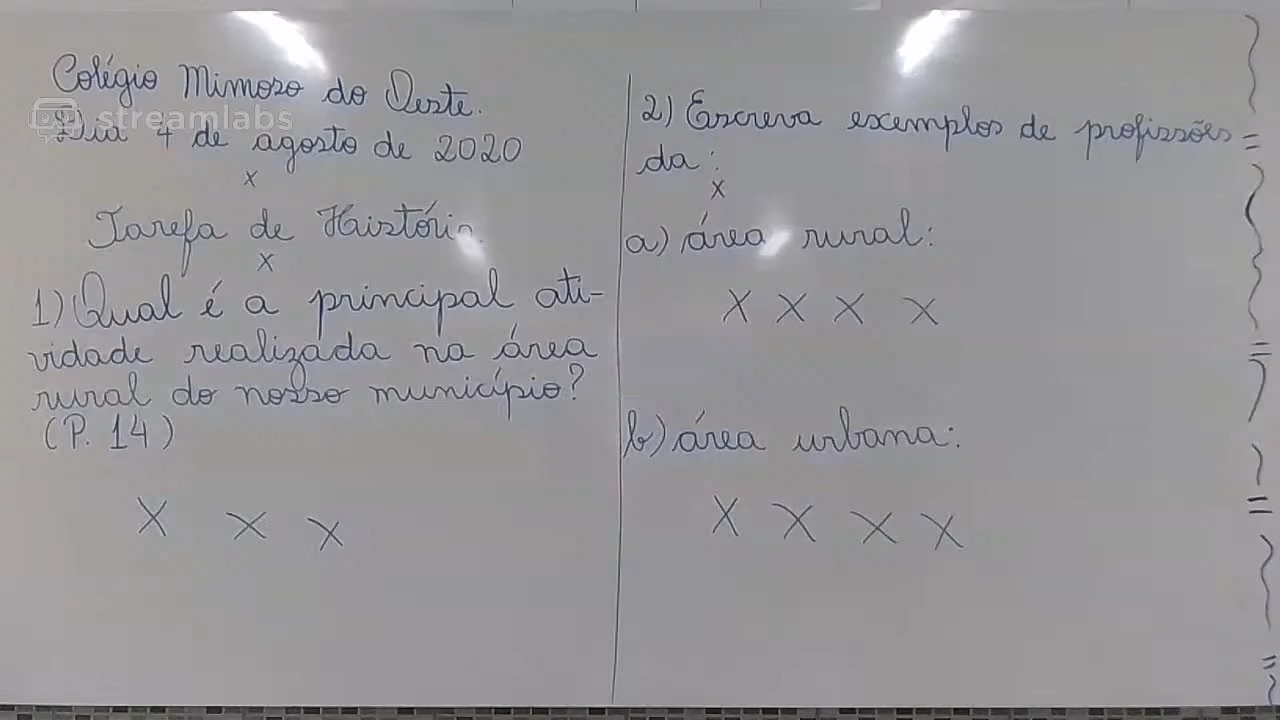 Colégio Mimoso do Oeste.
streamlabs
Dia 4 de agosto de 2020
x
Tarefa de História.
x
1) Qual é a principal ati-
vidade realizada na área
rural do nosso município?
(P. 14)
X X X
2) Escreva exemplos de profissões
da:
x
a) área rural:
X X X X
b) área urbana:
X X X X